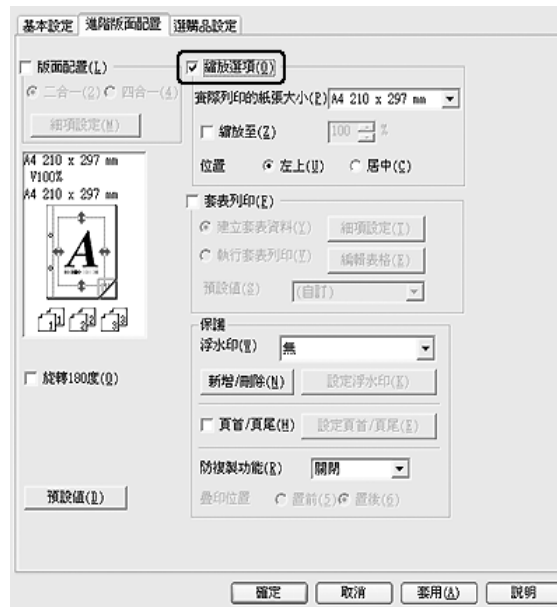 基本設定 進階版面配置 選購品設定
版面配置(L)
二合一(2) 四合一(4)
細項設定(M)
A4 210 x 297 mm
V100%
A4 210 x 297 mm
A
1 1 2 2 3 3
旋轉180度(Q)
預設值(D)
縮放選項(O)
實際列印的紙張大小(P) A4 210 x 297 mm
縮放至(Z) 100 %
位置 左上(U) 居中(C)
套表列印(F)
建立套表資料(Y) 細項設定(T)
執行套表列印(V) 編輯表格(E)
預設值(S) (自訂)
保護
浮水印(W) 無
新增/刪除(N) 設定浮水印(K)
頁首/頁尾(H) 設定頁首/頁尾(E)
防複製功能(R) 關閉
疊印位置 置前(5) 置後(6)
確定 取消 套用(A) 說明